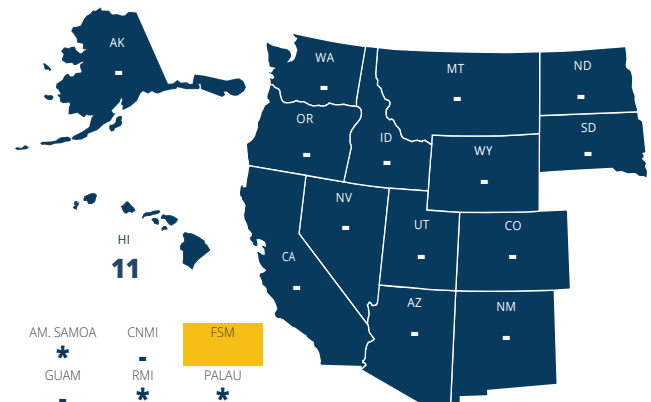 AK
-
WA
-
MT
-
ND
-
OR
-
ID
-
WY
-
SD
-
HI
11
NV
-
UT
-
CO
-
CA
-
AZ
-
NM
-
AM. SAMOA
*
CNMI
-
FSM
GUAM
-
RMI
*
PALAU
*